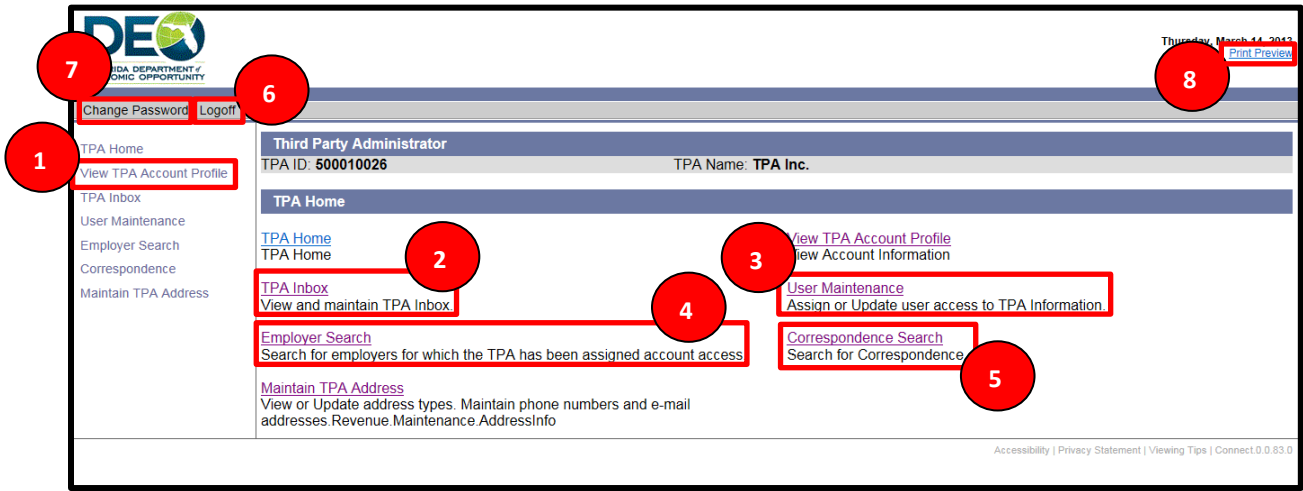 DEO
RIDA DEPARTMENT of
OMIC OPPORTUNITY
Thursday, March 14, 2013
Print Preview
7
6
8
Change Password Logoff
1
TPA Home
View TPA Account Profile
TPA Inbox
User Maintenance
Employer Search
Correspondence
Maintain TPA Address
Third Party Administrator
TPA ID: 500010026 TPA Name: TPA Inc.
TPA Home
TPA Home
TPA Home
2
3
View TPA Account Profile
View Account Information
TPA Inbox
View and maintain TPA Inbox.
User Maintenance
Assign or Update user access to TPA Information.
4
Employer Search
Search for employers for which the TPA has been assigned account access
Correspondence Search
Search for Correspondence
5
Maintain TPA Address
View or Update address types. Maintain phone numbers and e-mail
addresses.Revenue.Maintenance.AddressInfo
Accessibility | Privacy Statement | Viewing Tips | Connect.0.0.83.0